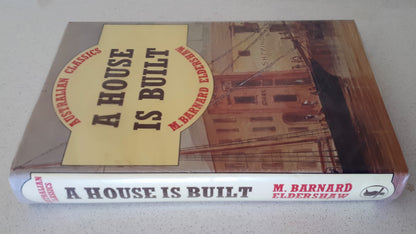 AUSTRALIAN CLASSICS
A HOUSE
IS BUILT
M. BARNARD ELDERSHAW
AUSTRALIAN
CLASSICS
A HOUSE IS BUILT
M. BARNARD
ELDERSHAW